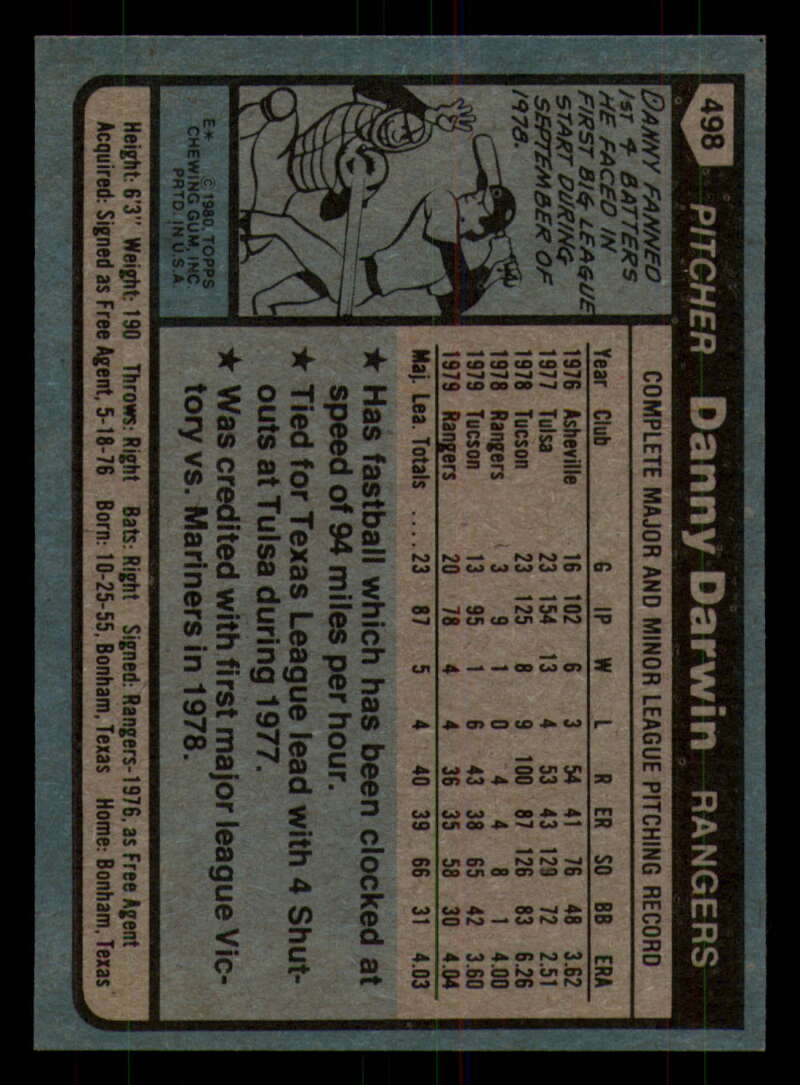 498
PITCHER Danny Darwin RANGERS
DANNY FANNED
1ST 4 BATTERS
HE FACED IN
FIRST BIG LEAGUE
START DURING
SEPTEMBER OF
1978.
E* © 1980 TOPPS
CHEWING GUM, INC.
PRTD. IN U.S.A.
COMPLETE MAJOR AND MINOR LEAGUE PITCHING RECORD
Year Club G IP W L R ER SO BB ERA
1976 Asheville 16 102 6 3 54 41 76 48 3.62
1977 Tulsa 23 154 13 4 53 43 129 72 2.51
1978 Tucson 23 125 8 9 100 87 126 83 6.26
1978 Rangers 3 9 1 0 4 4 8 1 4.00
1979 Tucson 13 95 1 6 43 38 65 42 3.60
1979 Rangers 20 78 4 4 36 35 58 30 4.04
Maj. Lea. Totals ....23 87 5 4 40 39 66 31 4.03
★ Has fastball which has been clocked at
speed of 94 miles per hour.
★ Tied for Texas League lead with 4 Shut-
outs at Tulsa during 1977.
★ Was credited with first major league Vic-
tory vs. Mariners in 1978.
Height: 6'3" Weight: 190 Throws: Right Bats: Right Signed: Rangers-1976, as Free Agent
Acquired: Signed as Free Agent, 5-18-76 Born: 10-25-55, Bonham, Texas Home: Bonham, Texas